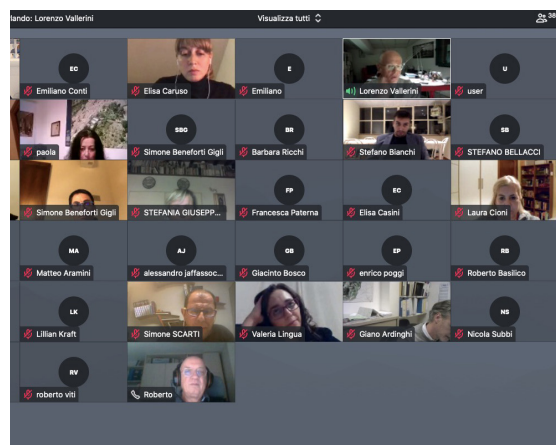 lando: Lorenzo Vallerini
Visualizza tutti
38
EC
Emiliano Conti
Elisa Caruso
E
Emiliano
Lorenzo Vallerini
U
user
paola
SBG
Simone Beneforti Gigli
BR
Barbara Ricchi
Stefano Bianchi
SB
STEFANO BELLACCI
Simone Beneforti Gigli
STEFANIA GIUSEPP...
FP
Francesca Paterna
EC
Elisa Casini
Laura Cioni
MA
Matteo Aramini
AJ
alessandro jaffassoc...
GB
Giacinto Bosco
EP
enrico poggi
RB
Roberto Basilico
LK
Lillian Kraft
Simone SCARTI
Valeria Lingua
Giano Ardinghi
NS
Nicola Subbi
RV
roberto viti
Roberto